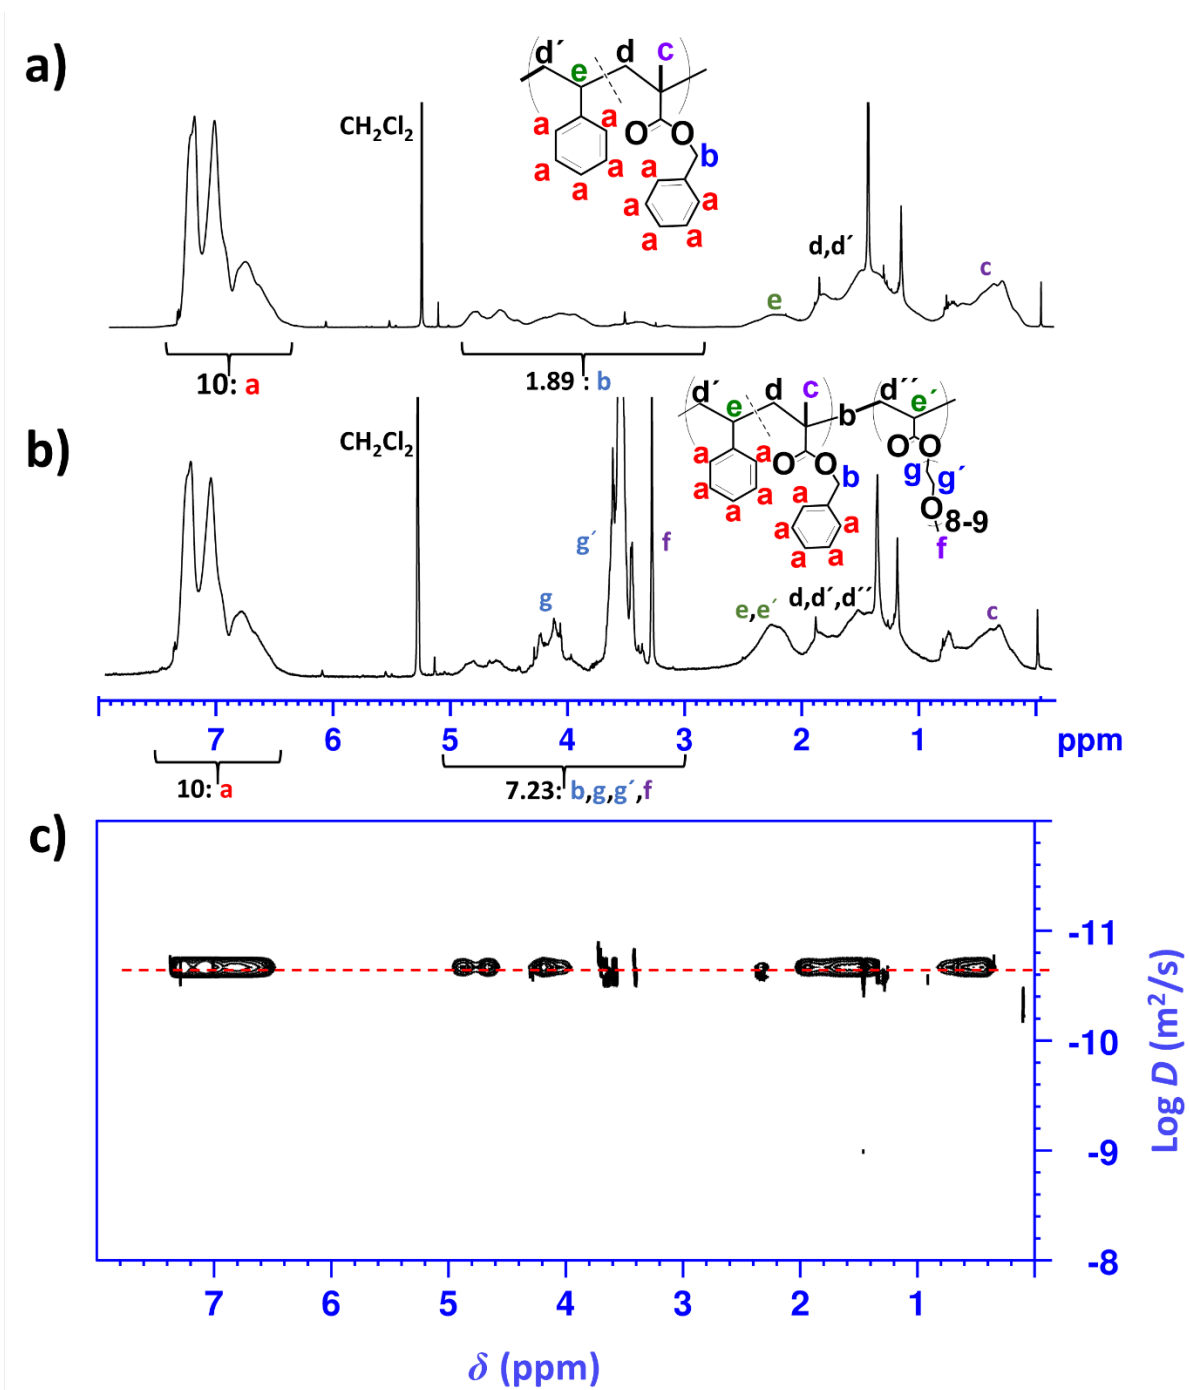 a)
d´ d c
e
CH₂Cl₂
a a O O
a a a b
a a a
a a
d,d´
e c
10: a 1.89 : b
b)
d´ d c b d´´ e´
e
CH₂Cl₂
a a O O b O O
a a a g g´
a a a O 8-9
a a f
g´ f
g e,e´ d,d´,d´´ c
7 6 5 4 3 2 1 ppm
10: a 7.23: b,g,g´,f
c)
-11
-10
-9
-8
Log D (m²/s)
7 6 5 4 3 2 1
δ (ppm)